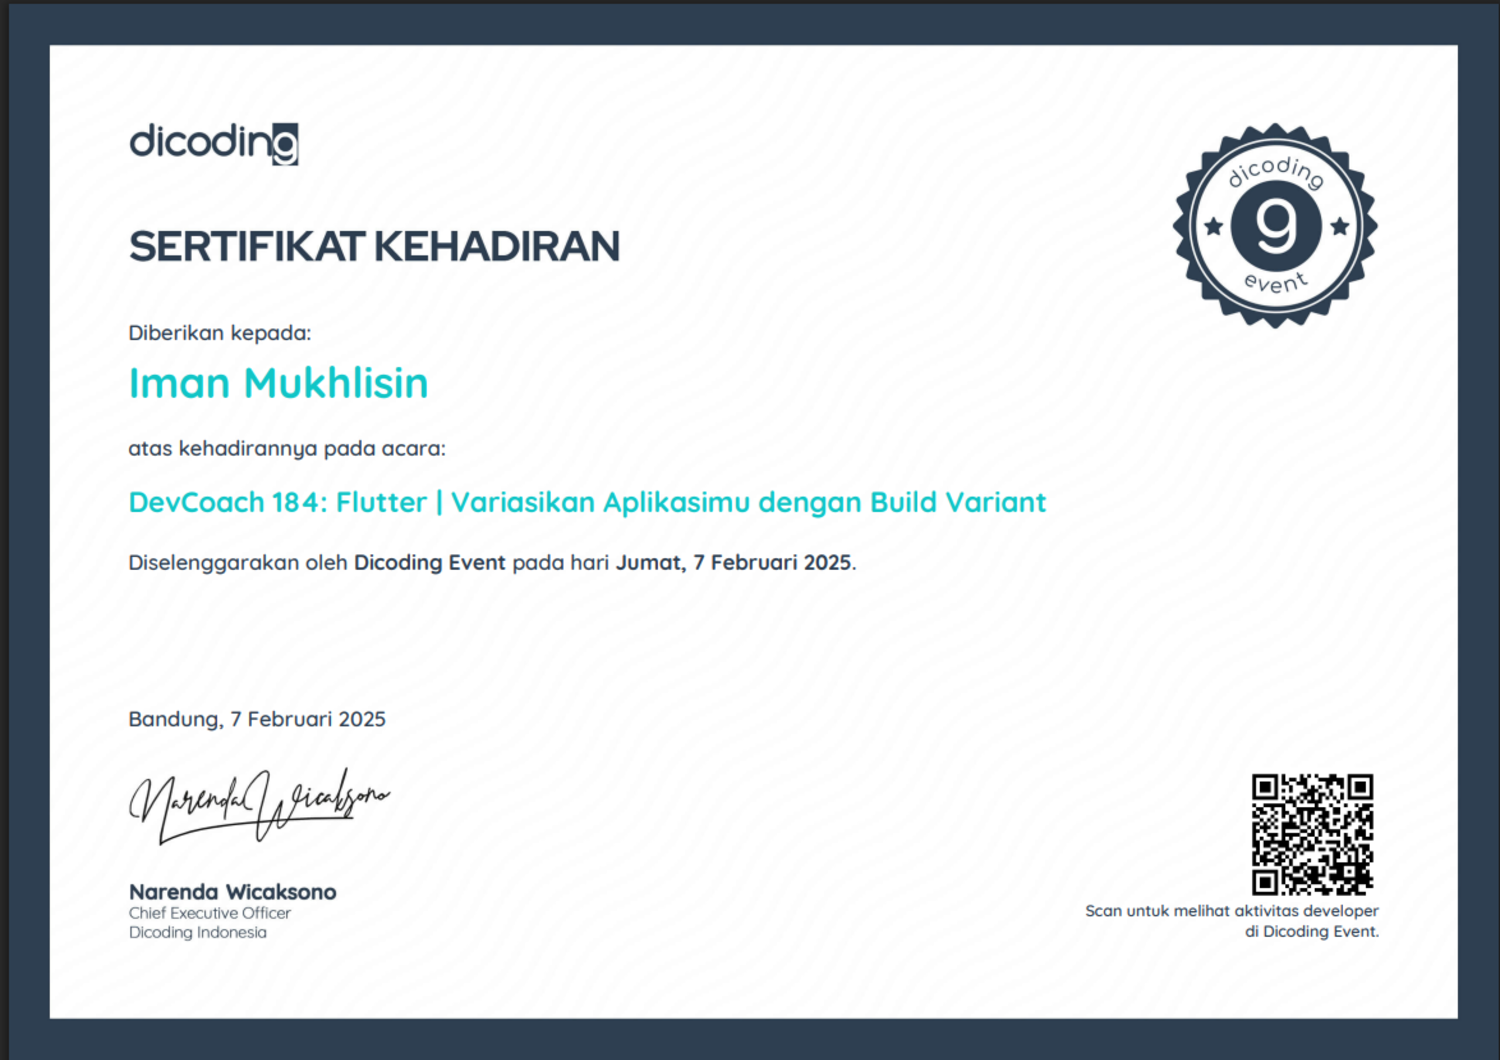 dicoding
dicoding
g
event
SERTIFIKAT KEHADIRAN
Diberikan kepada:
Iman Mukhlisin
atas kehadirannya pada acara:
DevCoach 184: Flutter | Variasikan Aplikasimu dengan Build Variant
Diselenggarakan oleh Dicoding Event pada hari Jumat, 7 Februari 2025.
Bandung, 7 Februari 2025
Narenda Wicaksono
Narenda Wicaksono
Chief Executive Officer
Dicoding Indonesia
Scan untuk melihat aktivitas developer
di Dicoding Event.